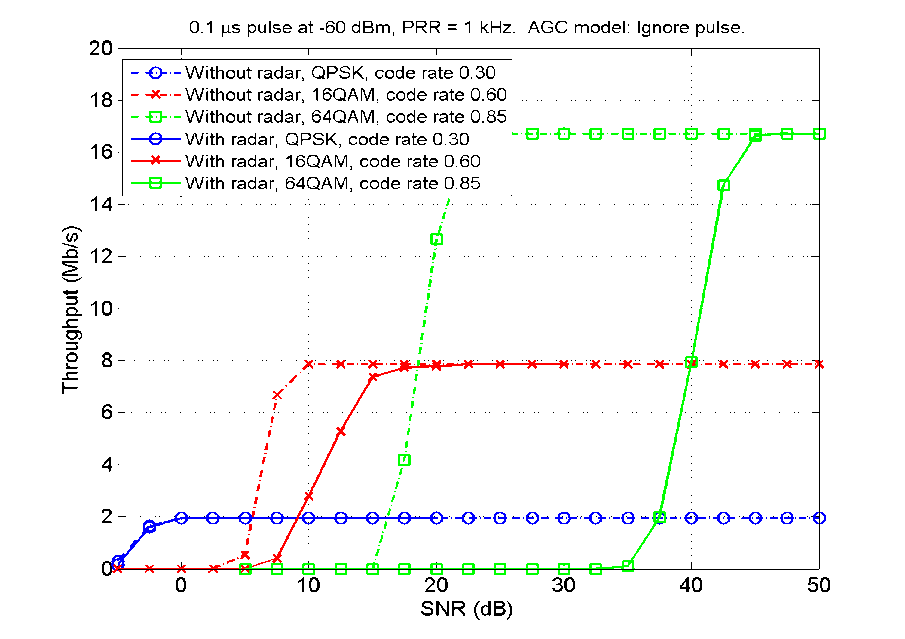 0.1 µs pulse at -60 dBm, PRR = 1 kHz. AGC model: Ignore pulse.
20
18
16
14
12
10
8
6
4
2
0
Throughput (Mb/s)
Without radar, QPSK, code rate 0.30
Without radar, 16QAM, code rate 0.60
Without radar, 64QAM, code rate 0.85
With radar, QPSK, code rate 0.30
With radar, 16QAM, code rate 0.60
With radar, 64QAM, code rate 0.85
0 10 20 30 40 50
SNR (dB)